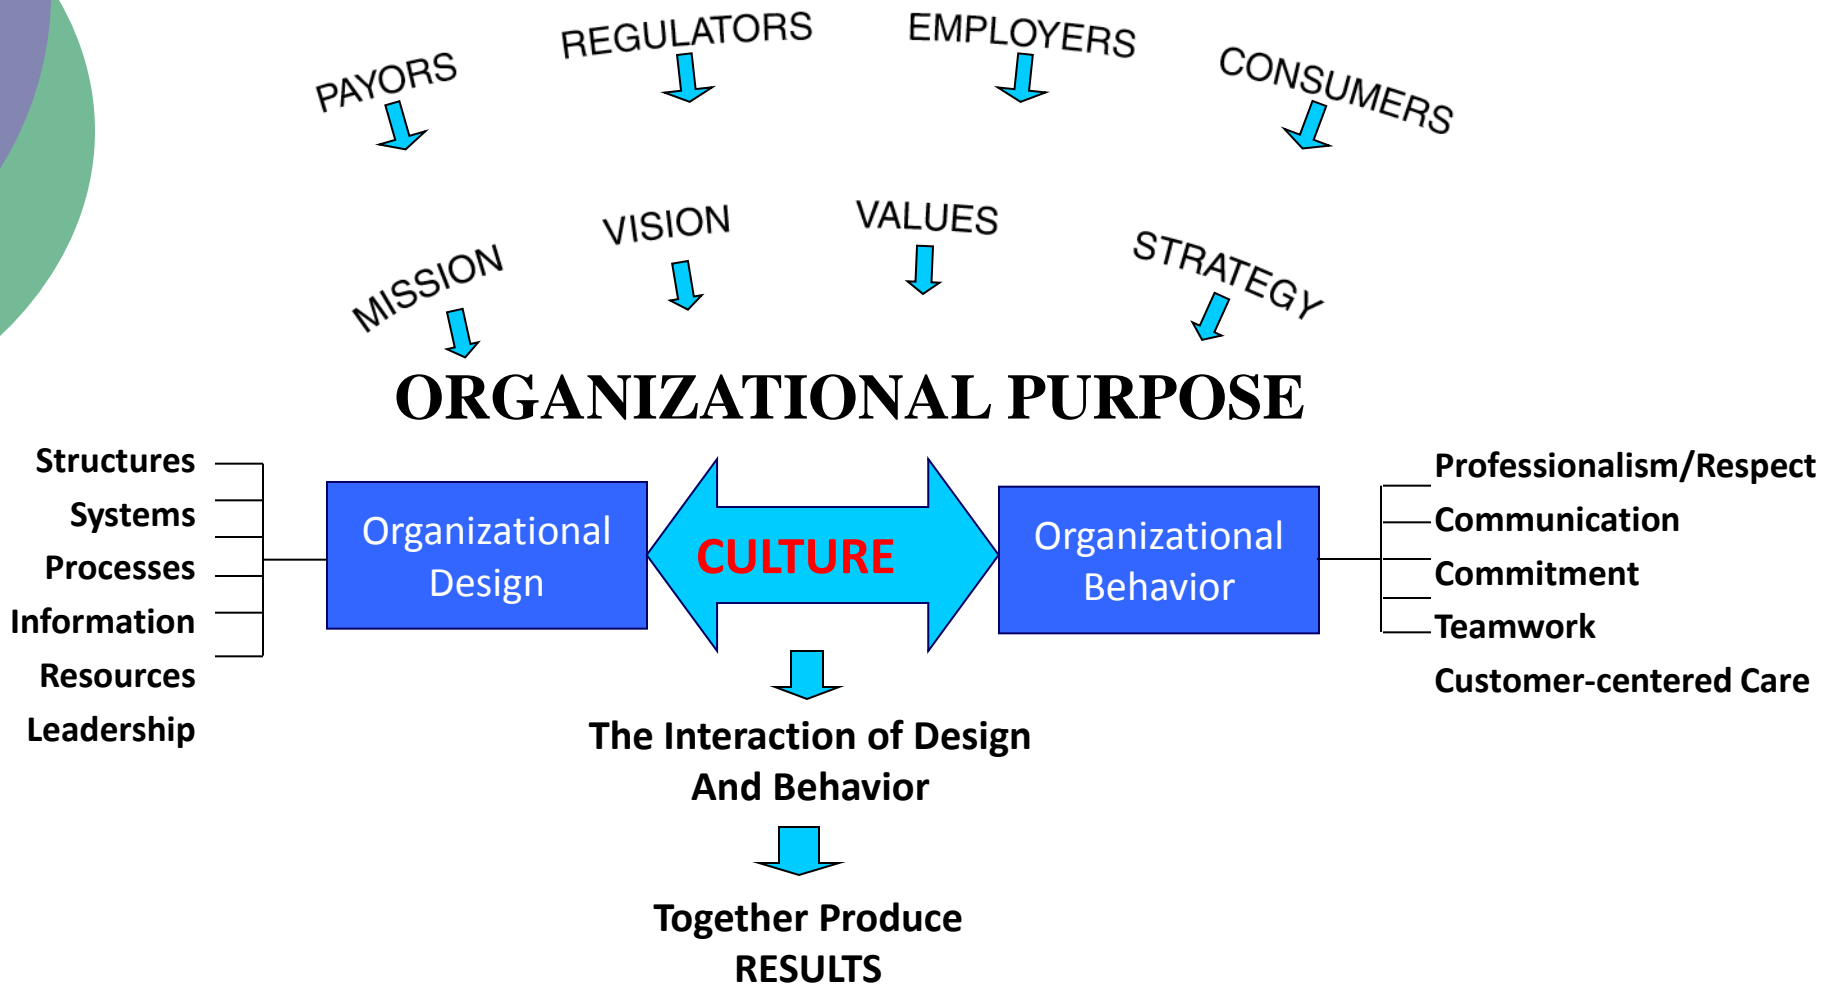 PAYORS
REGULATORS
EMPLOYERS
CONSUMERS
MISSION
VISION
VALUES
STRATEGY
ORGANIZATIONAL PURPOSE
Structures
Systems
Processes
Information
Resources
Leadership
Organizational
Design
CULTURE
Organizational
Behavior
Professionalism/Respect
Communication
Commitment
Teamwork
Customer-centered Care
The Interaction of Design
And Behavior
Together Produce
RESULTS